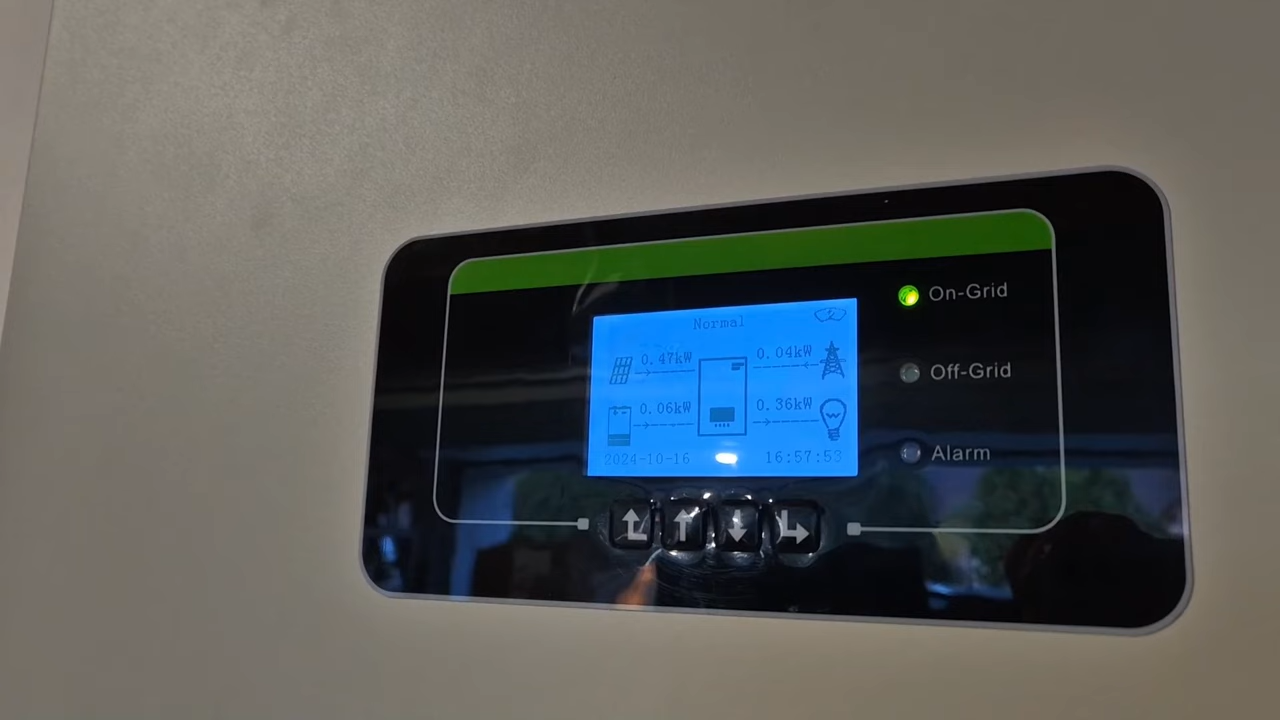 Normal
0.47kW
0.04kW
0.06kW
0.36kW
2024-10-16
16:57:53
On-Grid
Off-Grid
Alarm